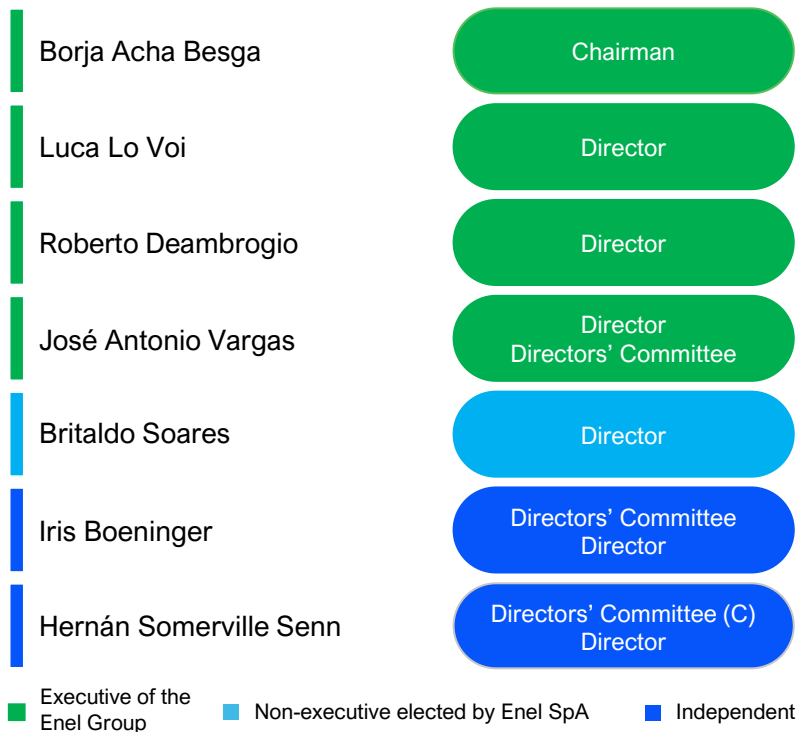 Borja Acha Besga
Chairman
Luca Lo Voi
Director
Roberto Deambrogio
Director
José Antonio Vargas
Director
Directors’ Committee
Britaldo Soares
Director
Iris Boeninger
Directors’ Committee
Director
Hernán Somerville Senn
Directors’ Committee (C)
Director
Executive of the
Enel Group
Non-executive elected by Enel SpA
Independent